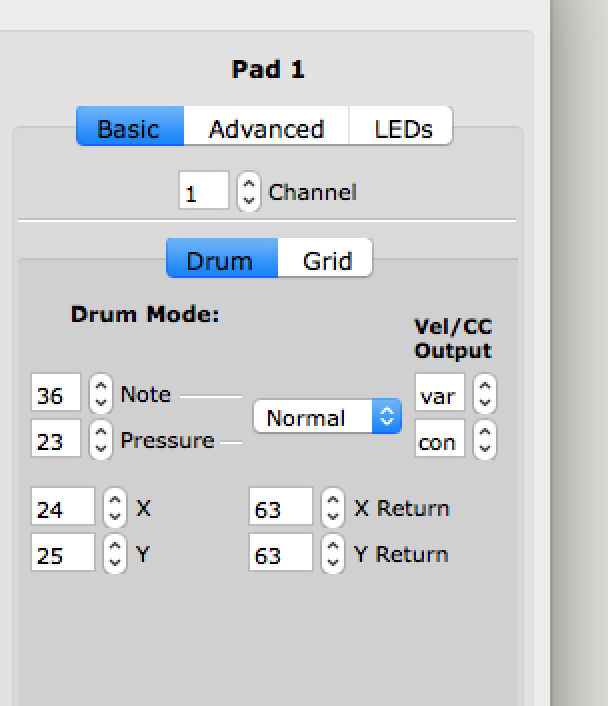 Pad 1
Basic Advanced LEDs
1 Channel
Drum Grid
Drum Mode:
Vel/CC
Output
36 Note
Normal
var
23 Pressure
con
24 X 63 X Return
25 Y 63 Y Return